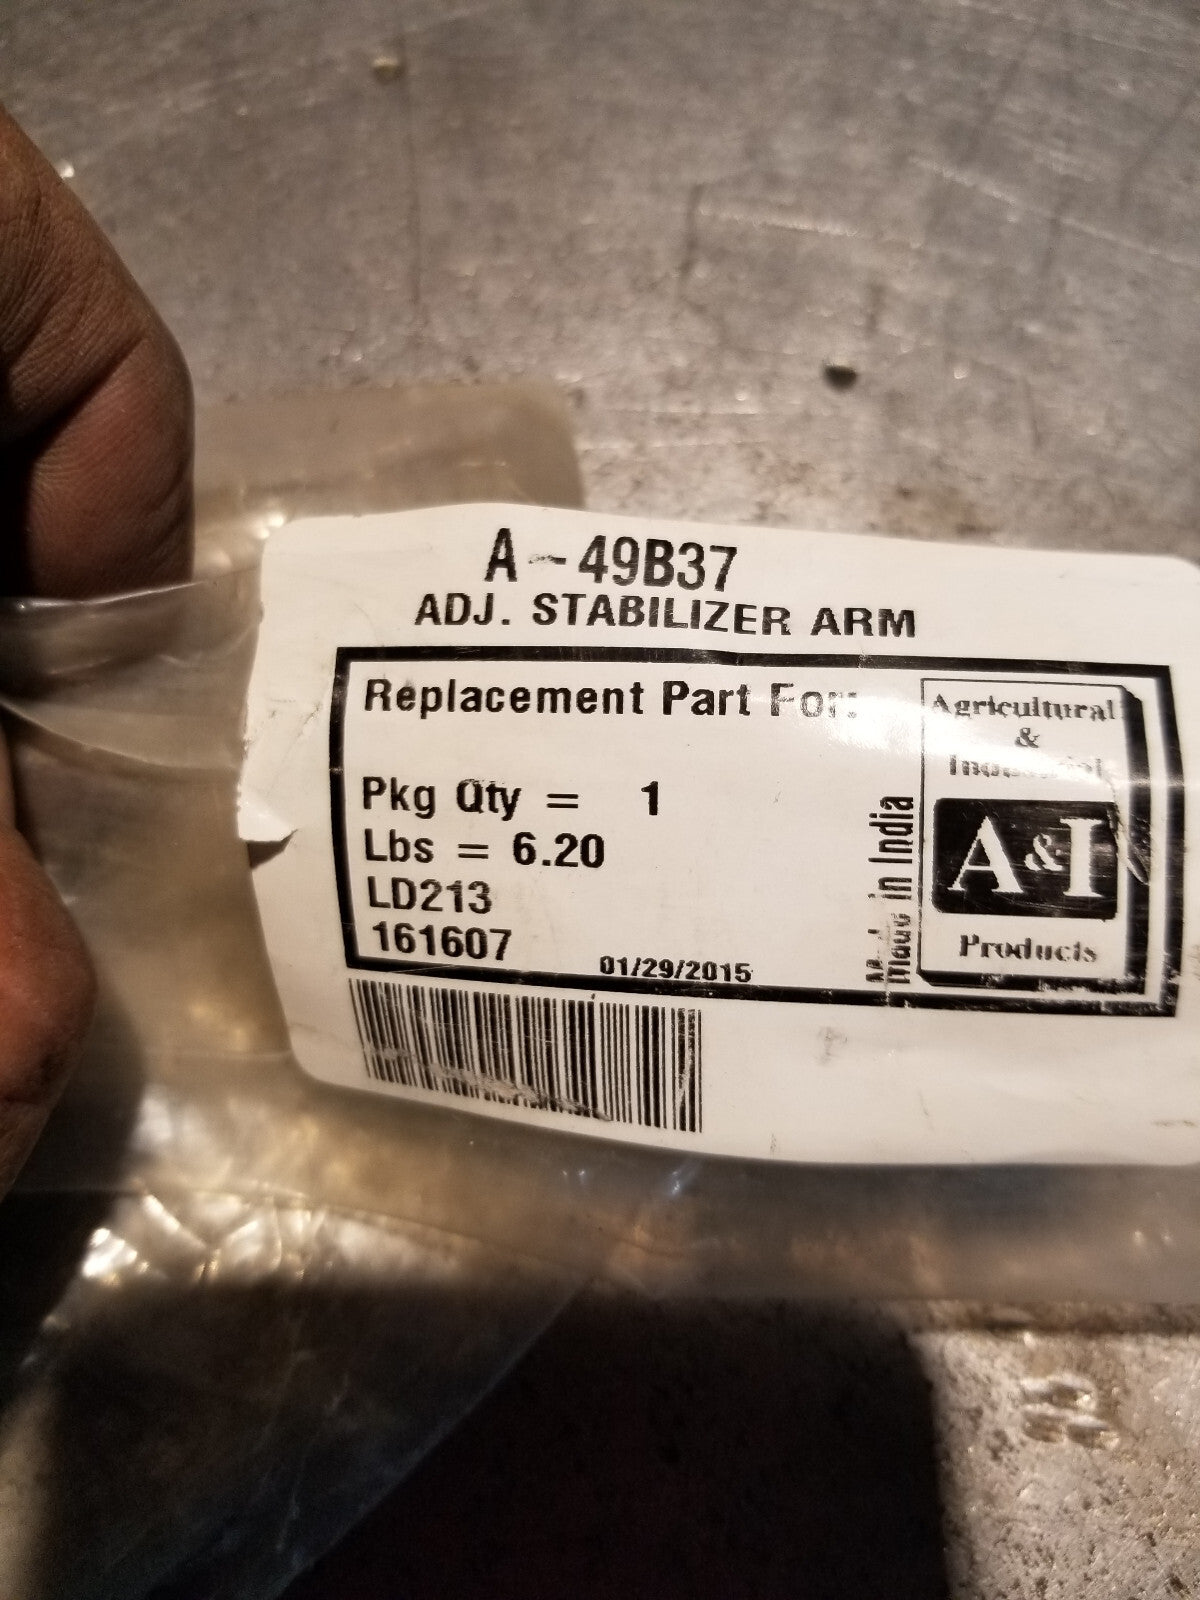 A-49B37
ADJ. STABILIZER ARM
Replacement Part For:
Pkg Qty = 1
Lbs = 6.20
LD213
161607
01/29/2015
Made in India
Agricultural
&
Industrial
A&I
Products